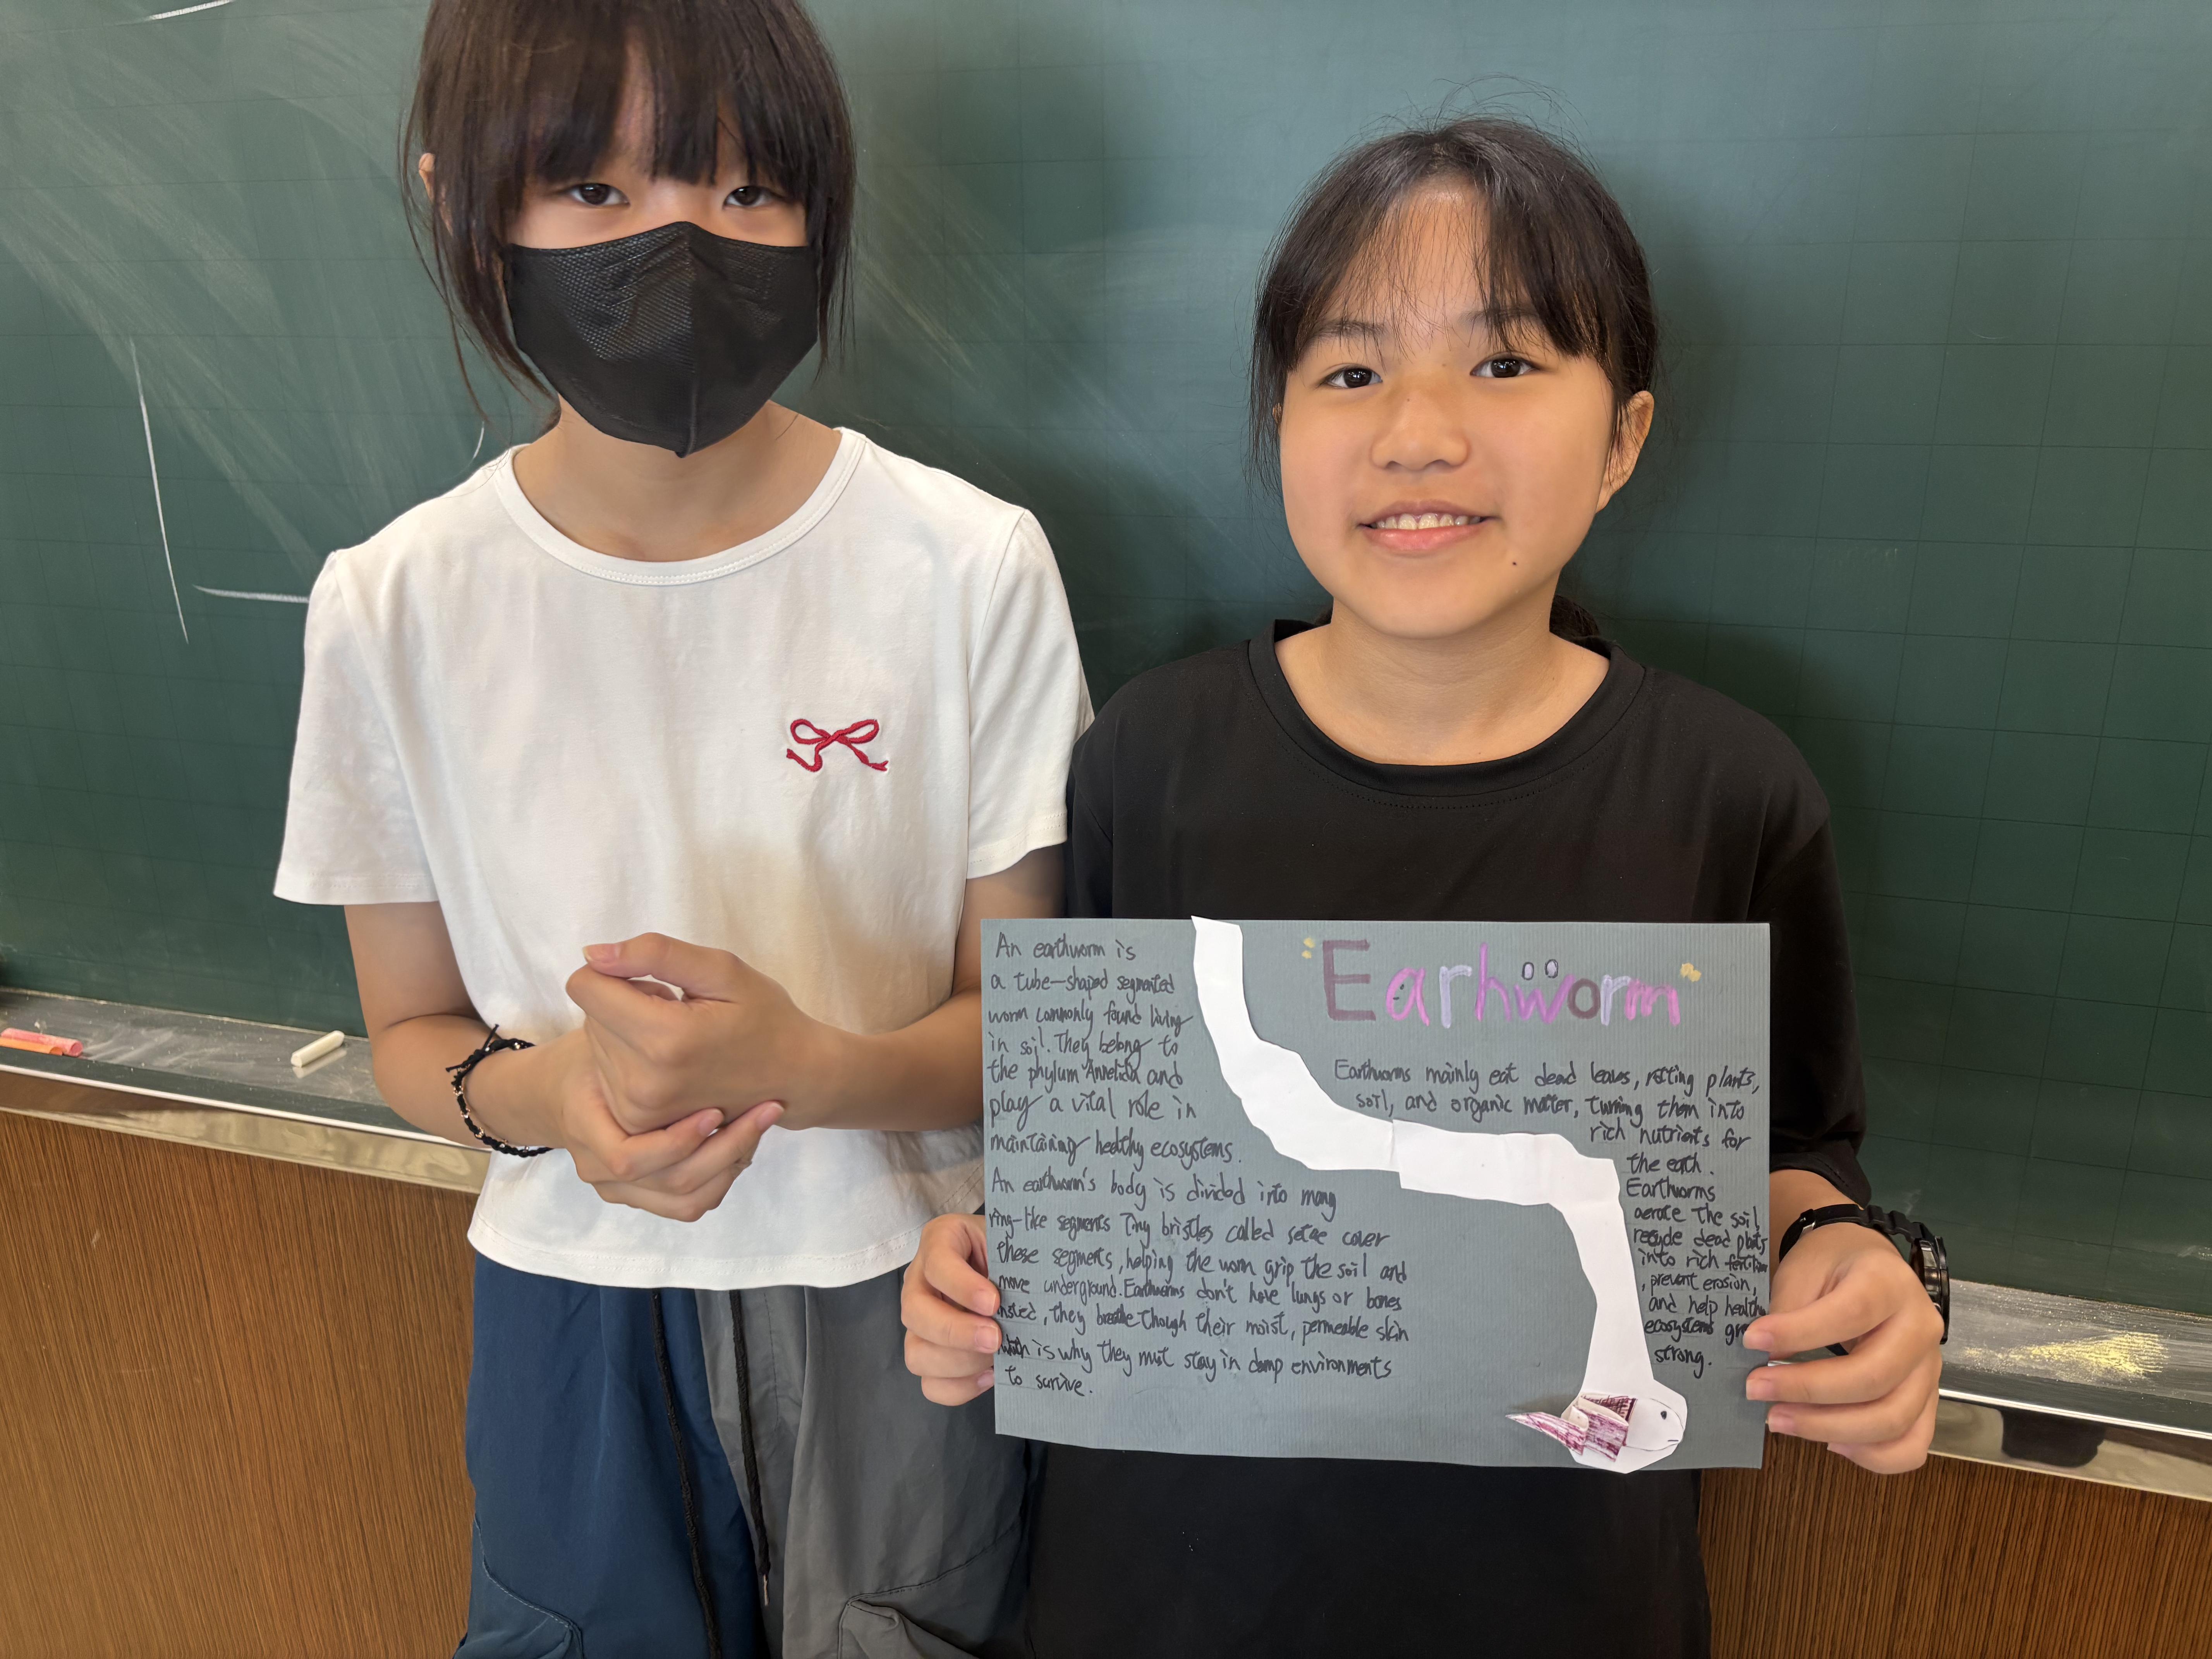 "Earhworm"
An earthworm is
a tube-shaped segmented
worm commonly found living
in soil. They belong to
the phylum Annelida and
play a vital role in
maintaining healthy ecosystems.
An earthworm's body is divided into many
ring-like segments Tiny bristles called setae cover
these segments, helping the worm grip the soil and
move underground. Earthworms don't have lungs or bones
they breathe though their moist, permeable skin
is why they must stay in damp environments
to survive.
Earthworms mainly eat dead leaves, rotting plants,
soil, and organic matter, turning them into
rich nutrients for
the earth.
Earthworms
aerate the soil,
recycle dead plants
into rich
, prevent erosion,
and help
ecosystems
strong.